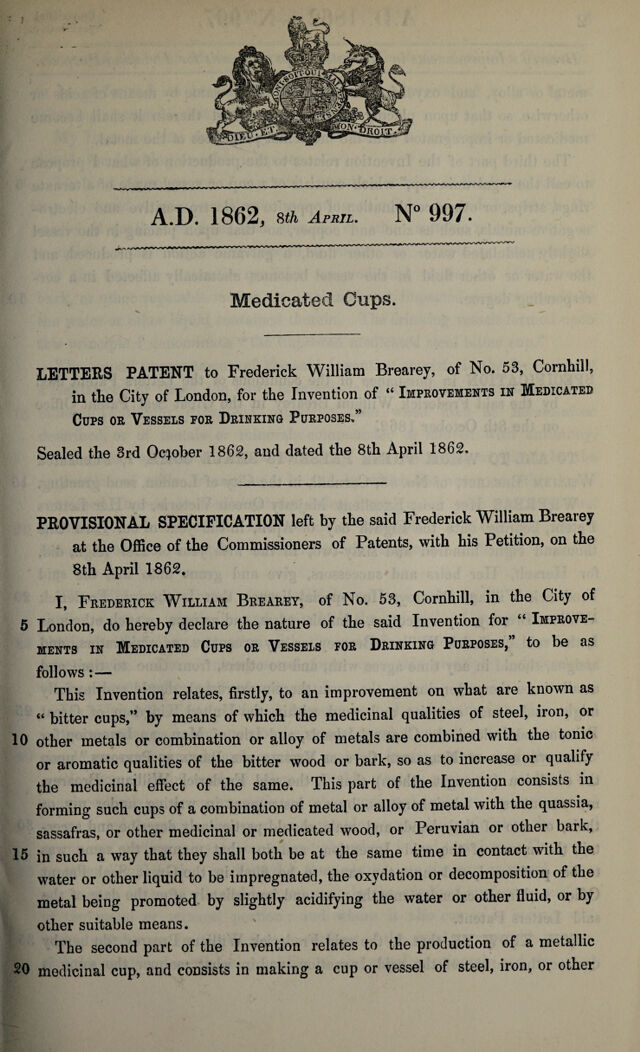 DIEU · ET · MON · DROIT ·
A.D. 1862, 8th APRIL. No 997.
Medicated Cups.
LETTERS PATENT to Frederick William Brearey, of No. 53, Cornhill,
in the City of London, for the Invention of “ IMPROVEMENTS IN MEDICATED
CUPS OR VESSELS FOR DRINKING PURPOSES.”
Sealed the 3rd October 1862, and dated the 8th April 1862.
PROVISIONAL SPECIFICATION left by the said Frederick William Brearey
at the Office of the Commissioners of Patents, with his Petition, on the
8th April 1862.
I, FREDERICK WILLIAM BREAREY, of No. 53, Cornhill, in the City of
5 London, do hereby declare the nature of the said Invention for “ IMPROVE-
MENTS IN MEDICATED CUPS OR VESSELS FOR DRINKING PURPOSES,” to be as
follows :—
This Invention relates, firstly, to an improvement on what are known as
“ bitter cups,” by means of which the medicinal qualities of steel, iron, or
10 other metals or combination or alloy of metals are combined with the tonic
or aromatic qualities of the bitter wood or bark, so as to increase or qualify
the medicinal effect of the same. This part of the Invention consists in
forming such cups of a combination of metal or alloy of metal with the quassia,
sassafras, or other medicinal or medicated wood, or Peruvian or other bark,
15 in such a way that they shall both be at the same time in contact with the
water or other liquid to be impregnated, the oxydation or decomposition of the
metal being promoted by slightly acidifying the water or other fluid, or by
other suitable means.
The second part of the Invention relates to the production of a metallic
20 medicinal cup, and consists in making a cup or vessel of steel, iron, or other